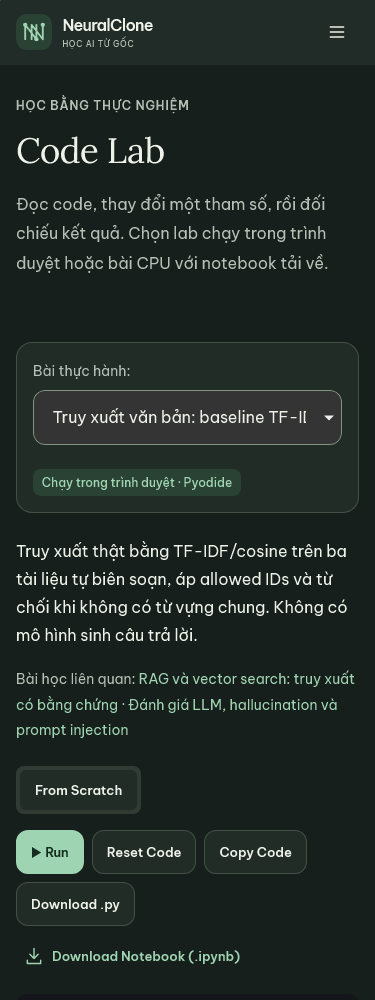 NeuralClone
HỌC AI TỪ GỐC
HỌC BẰNG THỰC NGHIỆM
Code Lab
Đọc code, thay đổi một tham số, rồi đối
chiếu kết quả. Chọn lab chạy trong trình
duyệt hoặc bài CPU với notebook tải về.
Bài thực hành:
Truy xuất văn bản: baseline TF-I
Chạy trong trình duyệt · Pyodide
Truy xuất thật bằng TF-IDF/cosine trên ba
tài liệu tự biên soạn, áp allowed IDs và từ
chối khi không có từ vựng chung. Không có
mô hình sinh câu trả lời.
Bài học liên quan: RAG và vector search: truy xuất
có bằng chứng · Đánh giá LLM, hallucination và
prompt injection
From Scratch
▶ Run
Reset Code
Copy Code
Download .py
Download Notebook (.ipynb)